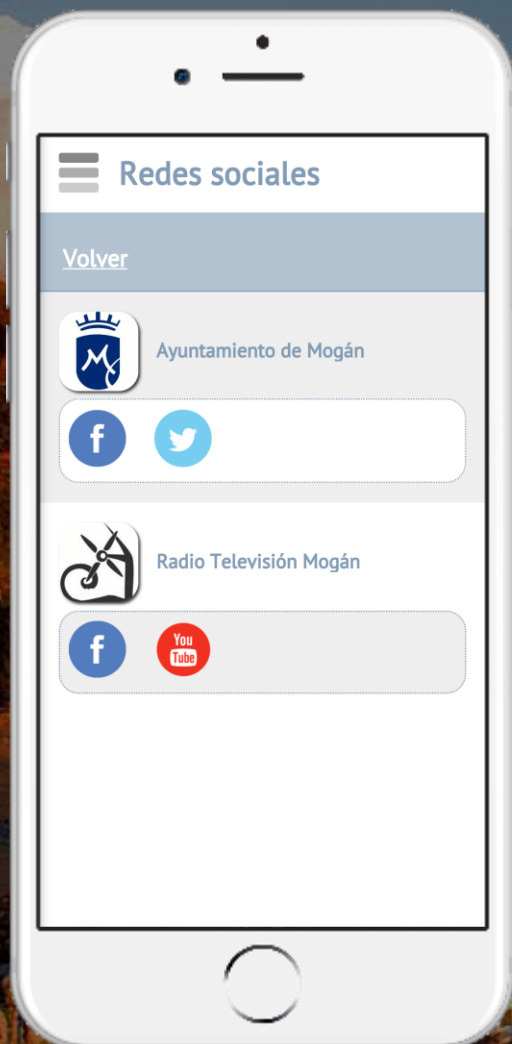 Redes sociales
Volver
Ayuntamiento de Mogán
f
Radio Televisión Mogán
f
You
Tube